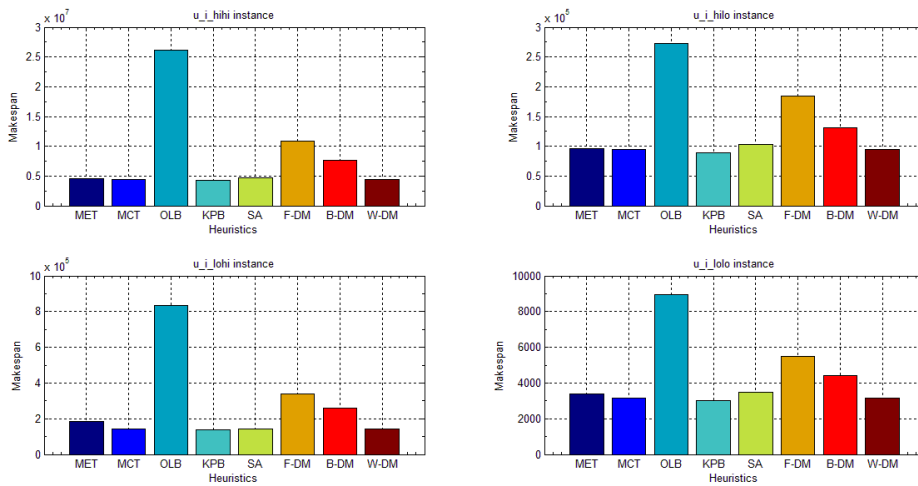 u_i_hihi instance
x 10^7
3
2.5
2
1.5
1
0.5
0
Makespan
MET MCT OLB KPB SA F-DM B-DM W-DM
Heuristics
u_i_hilo instance
x 10^5
3
2.5
2
1.5
1
0.5
0
Makespan
MET MCT OLB KPB SA F-DM B-DM W-DM
Heuristics
u_i_lohi instance
x 10^5
10
8
6
4
2
0
Makespan
MET MCT OLB KPB SA F-DM B-DM W-DM
Heuristics
u_i_lolo instance
10000
8000
6000
4000
2000
0
Makespan
MET MCT OLB KPB SA F-DM B-DM W-DM
Heuristics